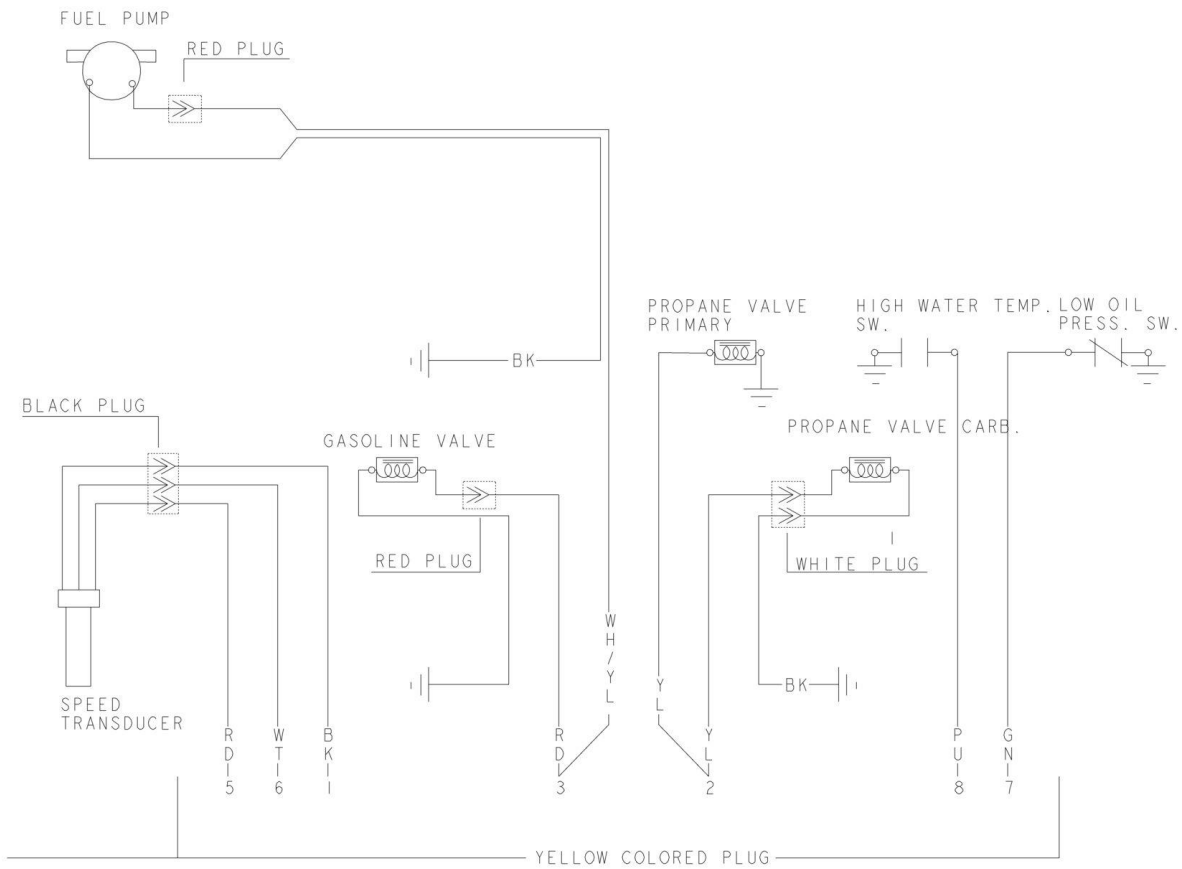 FUEL PUMP
RED PLUG
PROPANE VALVE
PRIMARY
HIGH WATER TEMP.
SW.
LOW OIL
PRESS. SW.
BK
BLACK PLUG
GASOLINE VALVE
PROPANE VALVE CARB.
RED PLUG
WHITE PLUG
WH/YL
YL
BK
SPEED
TRANSDUCER
RD
WT
BK
RD
YL
PU
GN
5
6
1
3
2
8
7
YELLOW COLORED PLUG